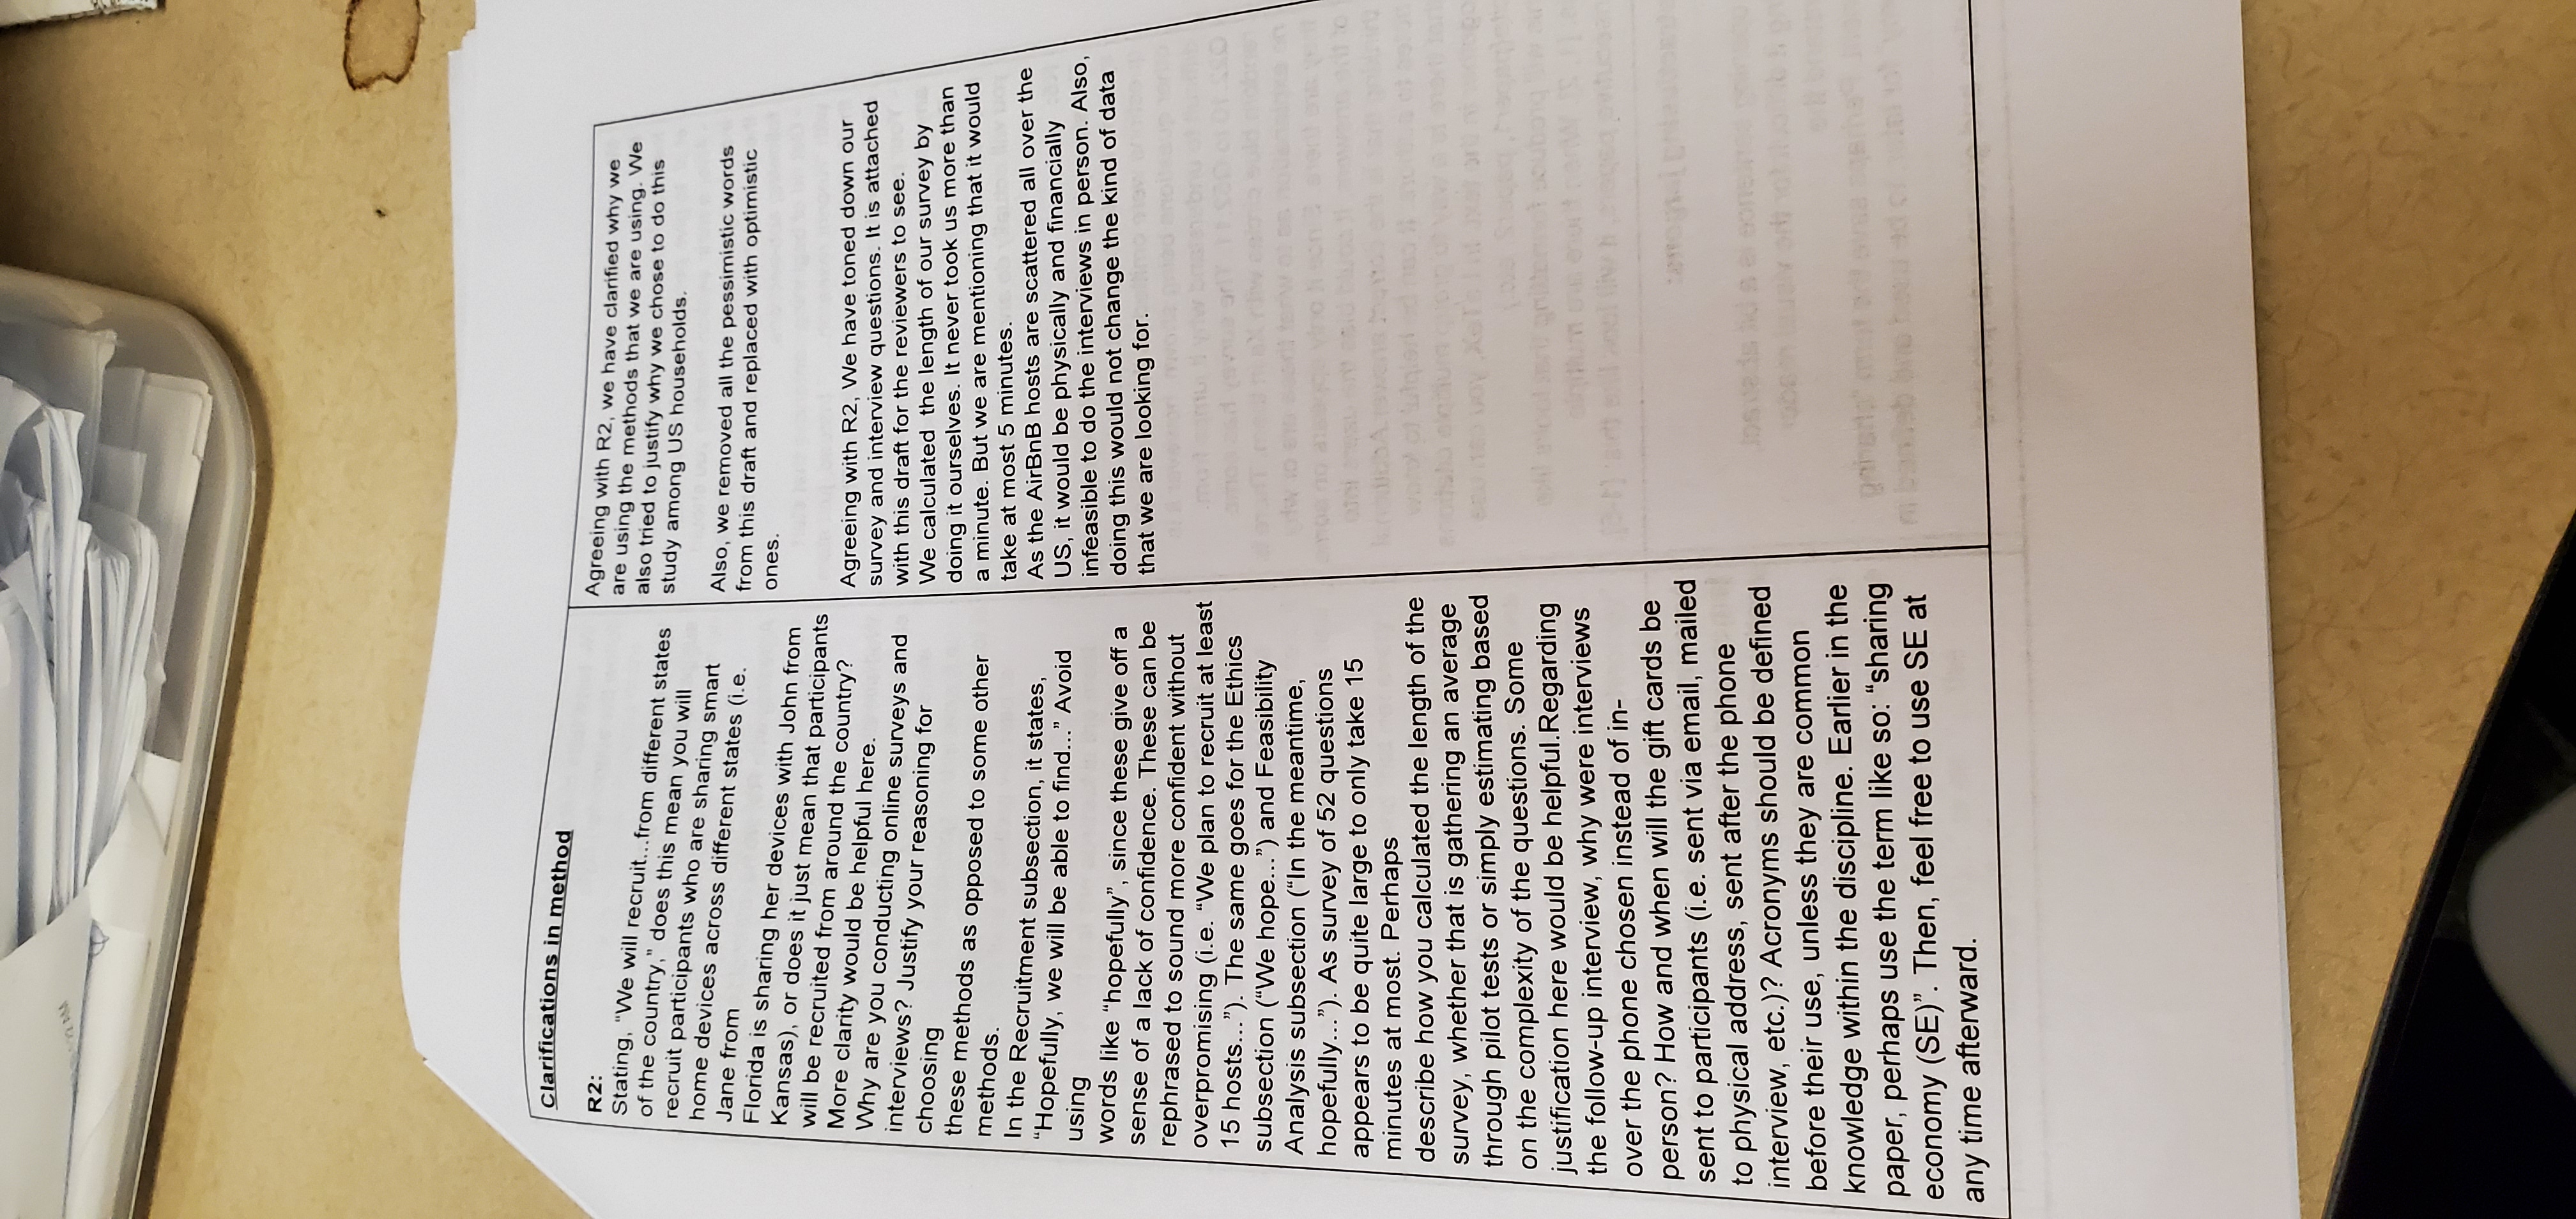 Clarifications in method
R2:
Stating, “We will recruit...from different states
of the country,” does this mean you will
recruit participants who are sharing smart
home devices across different states (i.e.
Jane from
Florida is sharing her devices with John from
Kansas), or does it just mean that participants
will be recruited from around the country?
More clarity would be helpful here.
Why are you conducting online surveys and
interviews? Justify your reasoning for
choosing
these methods as opposed to some other
methods.
In the Recruitment subsection, it states,
“Hopefully, we will be able to find...” Avoid
using
words like “hopefully”, since these give off a
sense of a lack of confidence. These can be
rephrased to sound more confident without
overpromising (i.e. “We plan to recruit at least
15 hosts...”). The same goes for the Ethics
subsection (“We hope...”) and Feasibility
Analysis subsection (“In the meantime,
hopefully...”). As survey of 52 questions
appears to be quite large to only take 15
minutes at most. Perhaps
describe how you calculated the length of the
survey, whether that is gathering an average
through pilot tests or simply estimating based
on the complexity of the questions. Some
justification here would be helpful.Regarding
the follow-up interview, why were interviews
over the phone chosen instead of in-
person? How and when will the gift cards be
sent to participants (i.e. sent via email, mailed
to physical address, sent after the phone
interview, etc.)? Acronyms should be defined
before their use, unless they are common
knowledge within the discipline. Earlier in the
paper, perhaps use the term like so: “sharing
economy (SE)”. Then, feel free to use SE at
any time afterward.
Agreeing with R2, we have clarified why we
are using the methods that we are using. We
also tried to justify why we chose to do this
study among US households.
Also, we removed all the pessimistic words
from this draft and replaced with optimistic
ones.
Agreeing with R2, We have toned down our
survey and interview questions. It is attached
with this draft for the reviewers to see.
We calculated the length of our survey by
doing it ourselves. It never took us more than
a minute. But we are mentioning that it would
take at most 5 minutes.
As the AirBnB hosts are scattered all over the
US, it would be physically and financially
infeasible to do the interviews in person. Also,
doing this would not change the kind of data
that we are looking for.